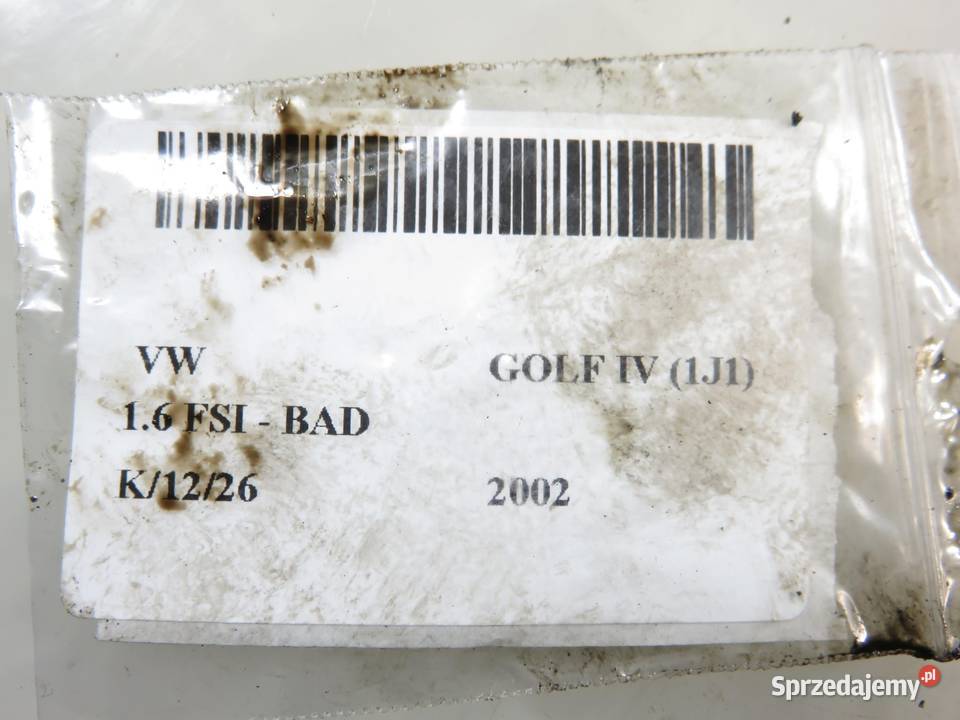 VW GOLF IV (1J1)
1.6 FSI - BAD
K/12/26 2002
Sprzedajemy.pl